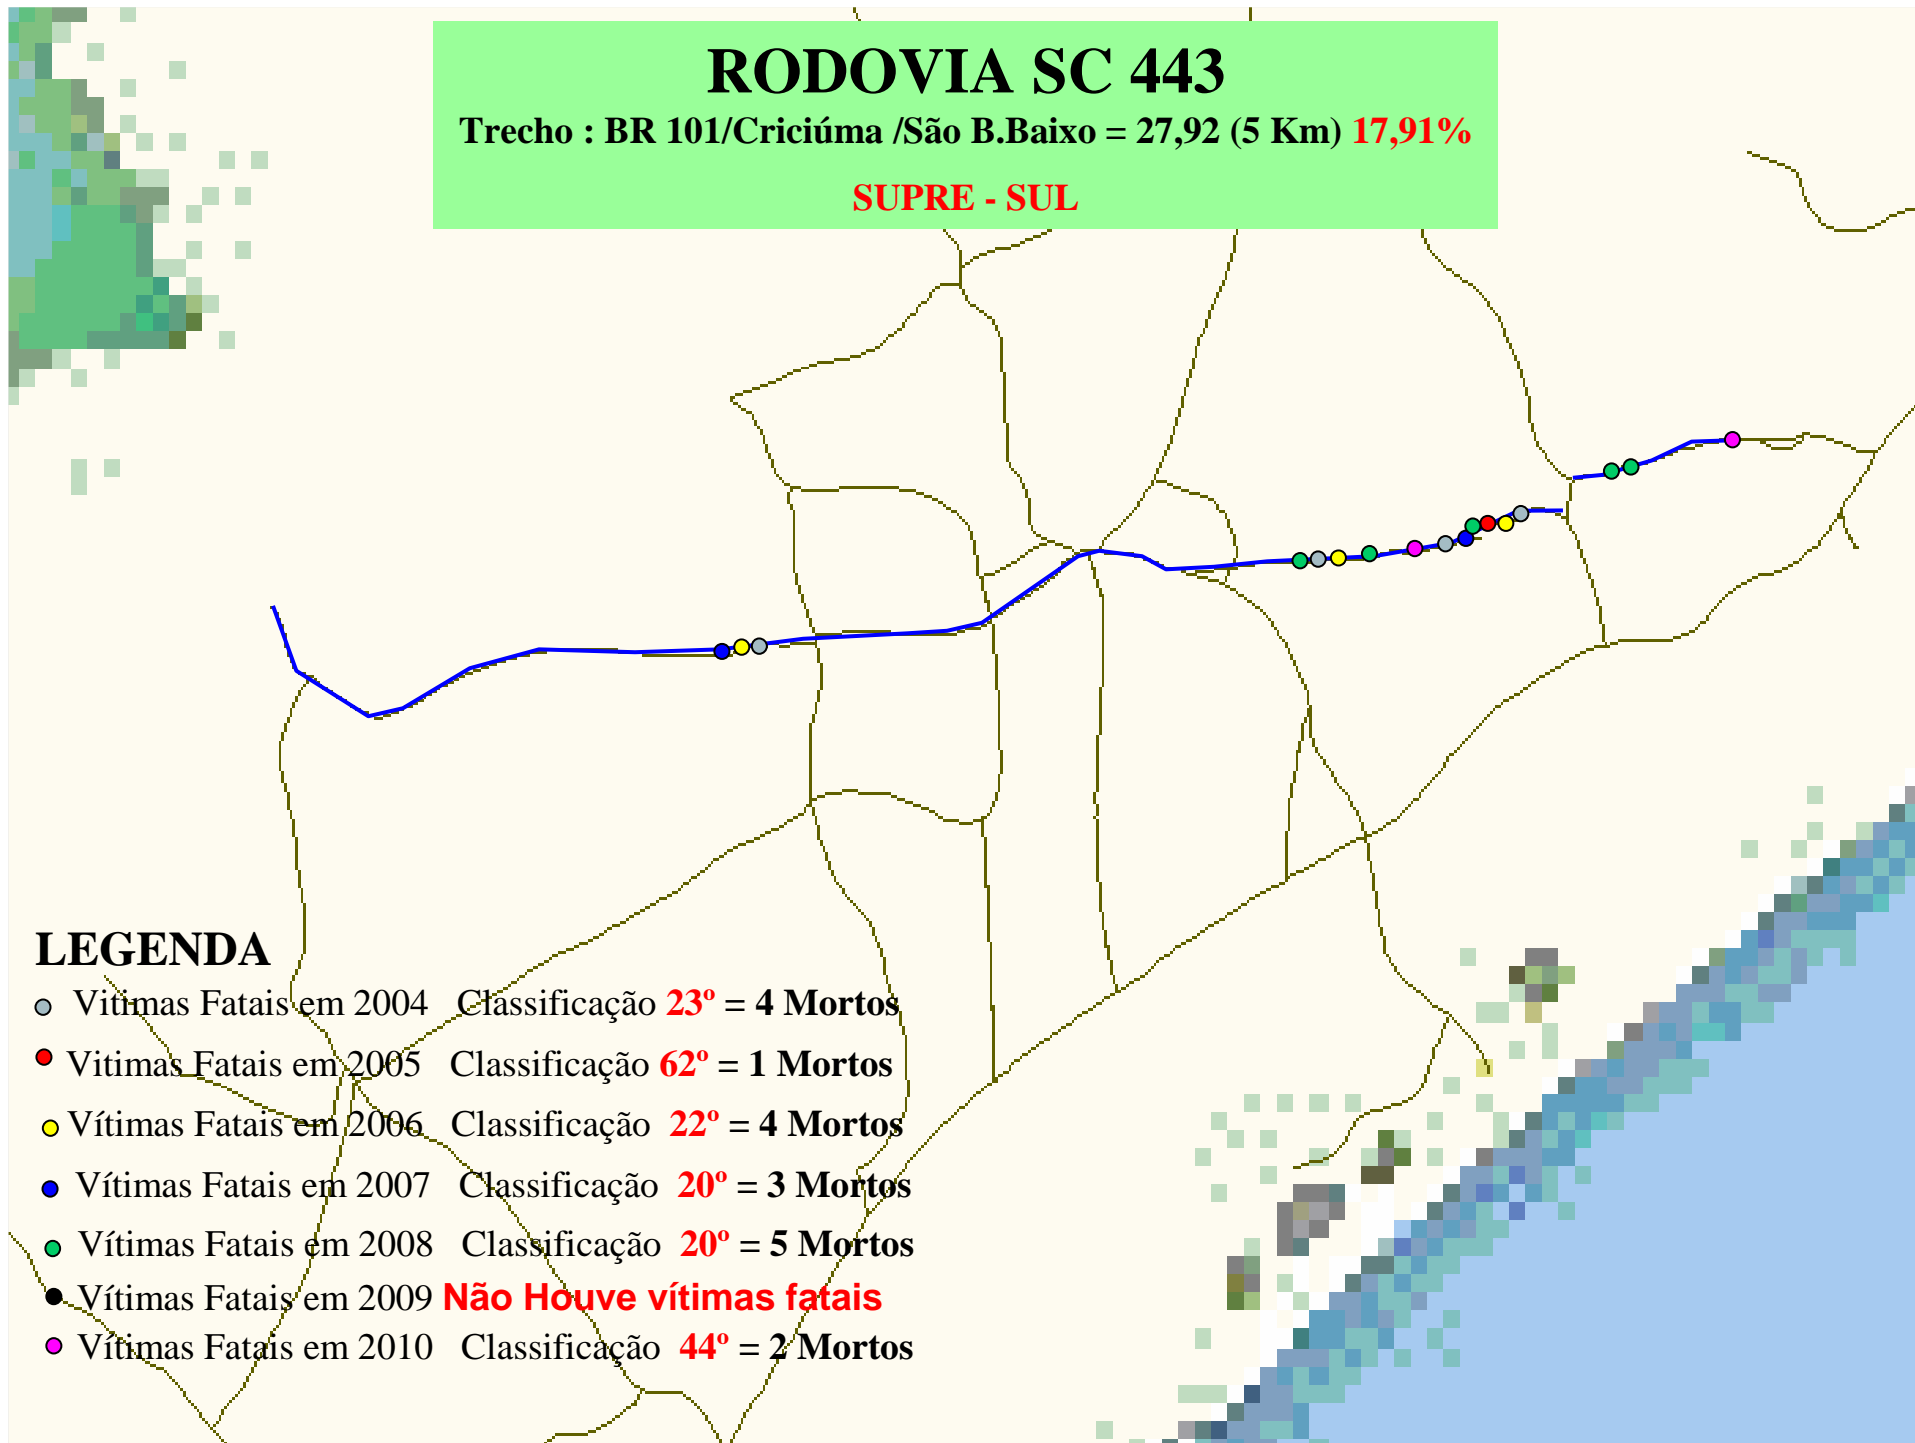 RODOVIA SC 443
Trecho : BR 101/Criciúma /São B.Baixo = 27,92 (5 Km) 17,91%
SUPRE - SUL
LEGENDA
Vitimas Fatais em 2004 Classificação 23º = 4 Mortos
Vitimas Fatais em 2005 Classificação 62º = 1 Mortos
Vítimas Fatais em 2006 Classificação 22º = 4 Mortos
Vítimas Fatais em 2007 Classificação 20º = 3 Mortos
Vítimas Fatais em 2008 Classificação 20º = 5 Mortos
Vítimas Fatais em 2009 Não Houve vítimas fatais
Vítimas Fatais em 2010 Classificação 44º = 2 Mortos